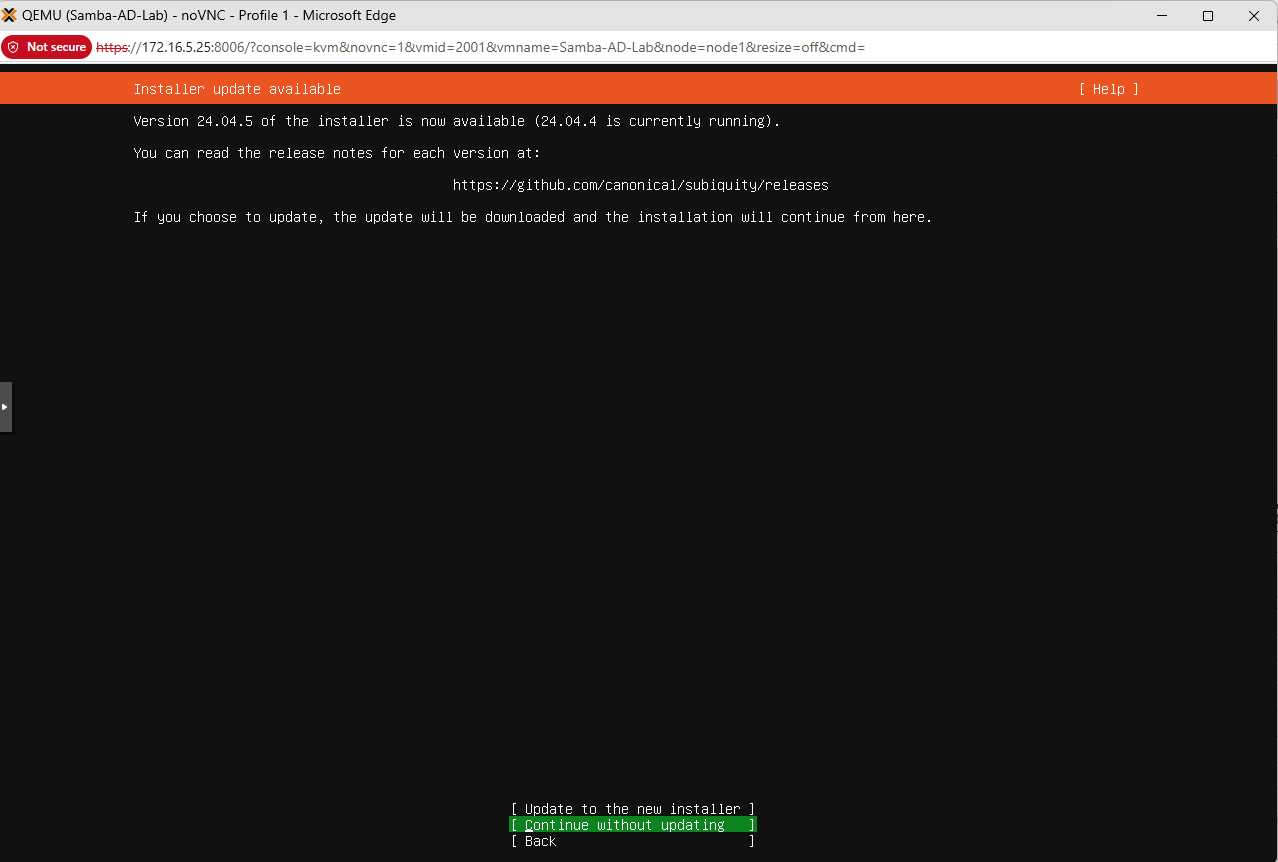 QEMU (Samba-AD-Lab) - noVNC - Profile 1 - Microsoft Edge
Not secure https://172.16.5.25:8006/?console=kvm&novnc=1&vmid=2001&vmname=Samba-AD-Lab&node=node1&resize=off&cmd=
Installer update available [ Help ]
Version 24.04.5 of the installer is now available (24.04.4 is currently running).
You can read the release notes for each version at:
https://github.com/canonical/subiquity/releases
If you choose to update, the update will be downloaded and the installation will continue from here.
[ Update to the new installer ]
[ Continue without updating ]
[ Back ]